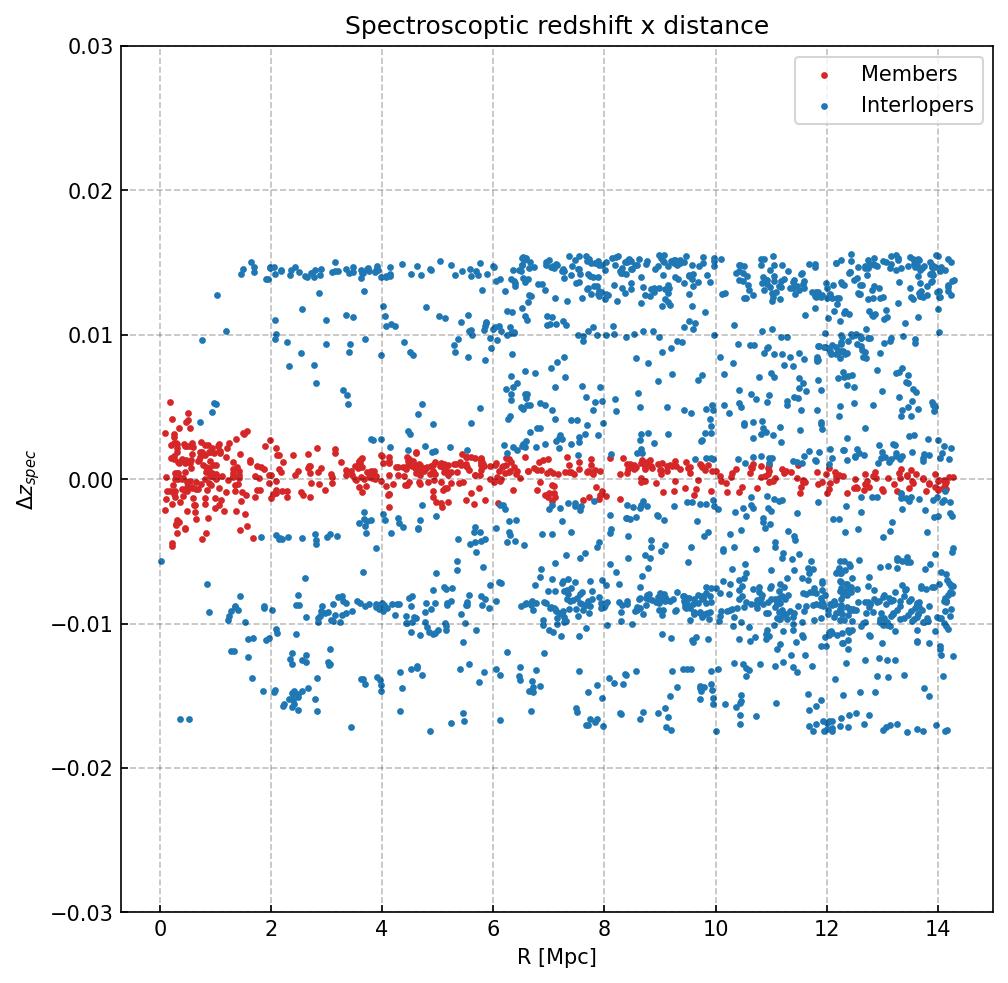 Spectroscoptic redshift x distance
Members
Interlopers
0.03
0.02
0.01
0.00
−0.01
−0.02
−0.03
Δz_spec
0 2 4 6 8 10 12 14
R [Mpc]